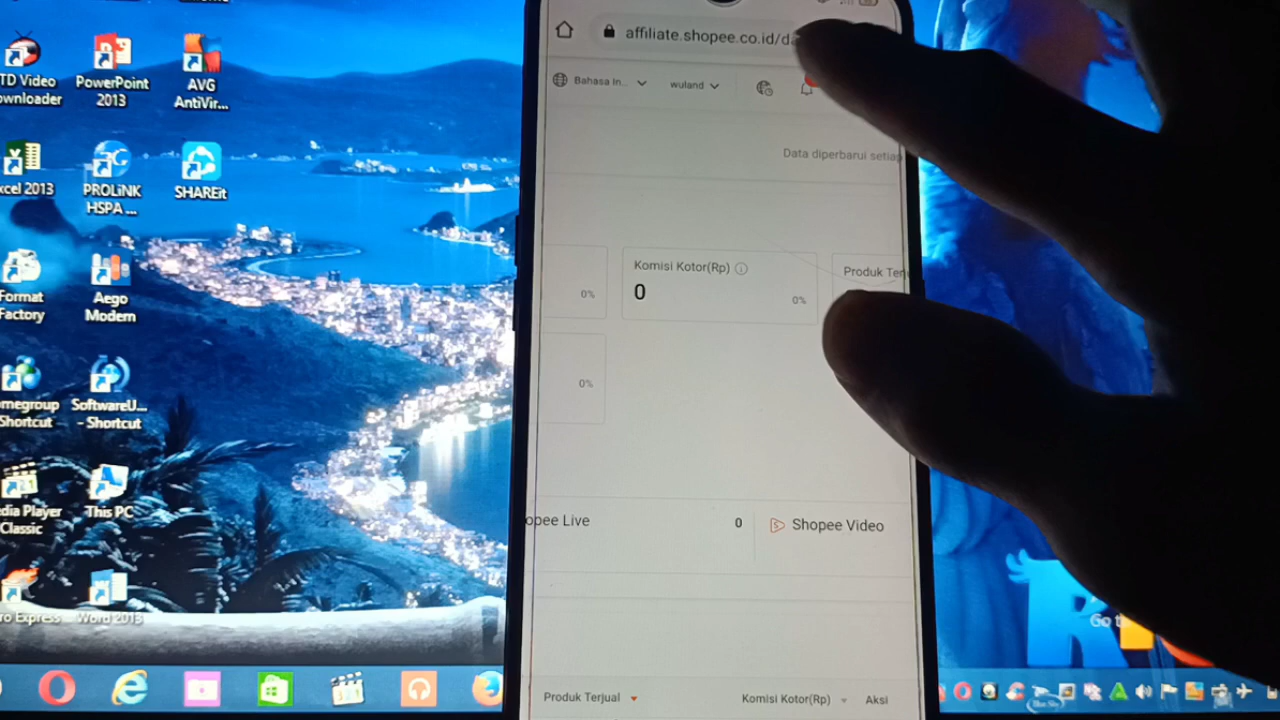 PowerPoint
2013
AVG
AntiVir...
TD Video
ownloader
xcel 2013
PROLiNK
HSPA ...
SHAREit
Format
Factory
Aego
Modern
megroup
Shortcut
SoftwareU...
- Shortcut
dia Player
Classic
This PC
ro Express
Word 2013
affiliate.shopee.co.id/da
Bahasa In...
wuland
Data diperbarui setiap
0%
Komisi Kotor(Rp)
0
0%
Produk Ter
0%
opee Live
0
Shopee Video
Produk Terjual
Komisi Kotor(Rp)
Aksi
Go t